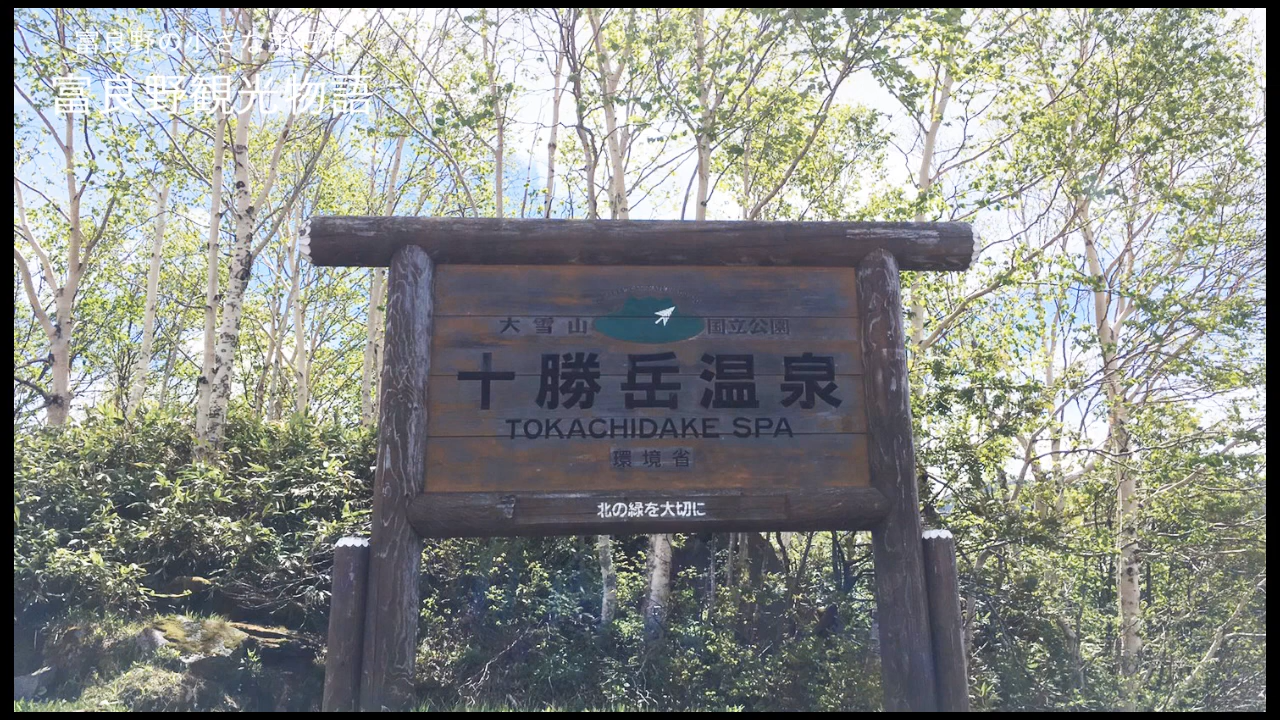 富良野観光物語
大雪山 国立公園
十勝岳温泉
TOKACHIDAKE SPA
環境省
北の緑を大切に